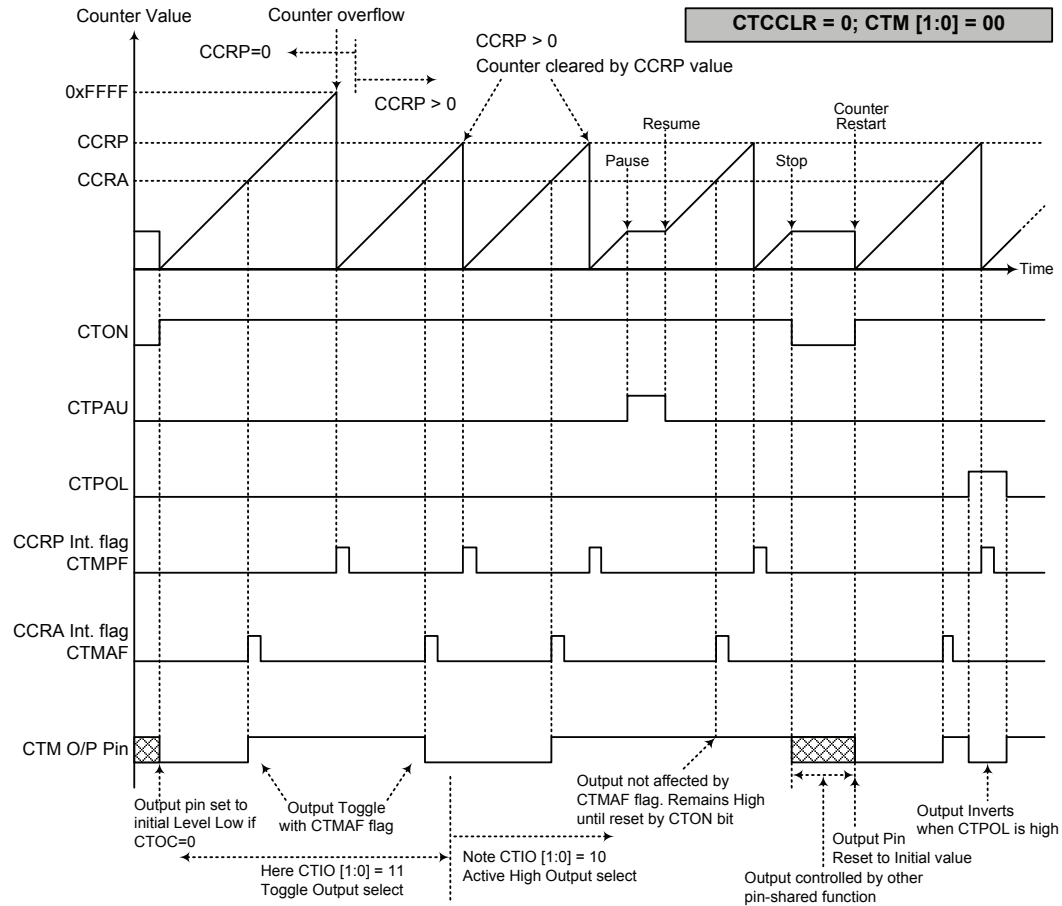 Counter Value
Counter overflow
CTCCLR = 0; CTM [1:0] = 00
CCRP=0
CCRP > 0
CCRP > 0
Counter cleared by CCRP value
0xFFFF
CCRP
CCRA
Pause
Resume
Stop
Counter
Restart
Time
CTON
CTPAU
CTPOL
CCRP Int. flag
CTMPF
CCRA Int. flag
CTMAF
CTM O/P Pin
Output pin set to
initial Level Low if
CTOC=0
Output Toggle
with CTMAF flag
Output not affected by
CTMAF flag. Remains High
until reset by CTON bit
Output Inverts
when CTPOL is high
Output Pin
Reset to Initial value
Here CTIO [1:0] = 11
Toggle Output select
Note CTIO [1:0] = 10
Active High Output select
Output controlled by other
pin-shared function